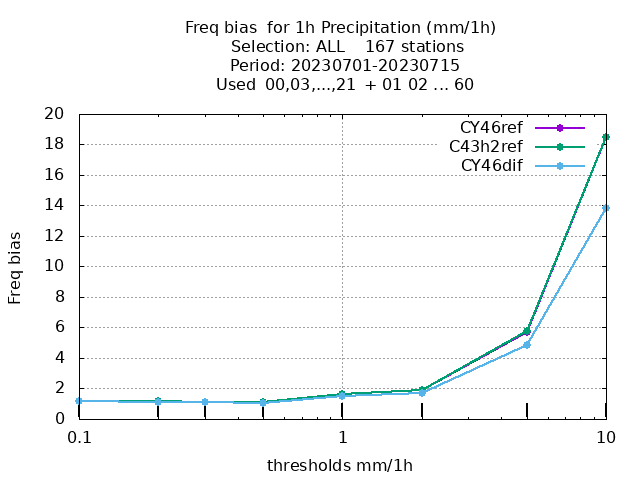 Freq bias  for 1h Precipitation (mm/1h)
Selection: ALL    167 stations
Period: 20230701-20230715
Used  00,03,...,21  + 01 02 ... 60
CY46ref
C43h2ref
CY46dif
20
18
16
14
12
10
8
6
4
2
0
Freq bias
0.1
1
10
thresholds mm/1h